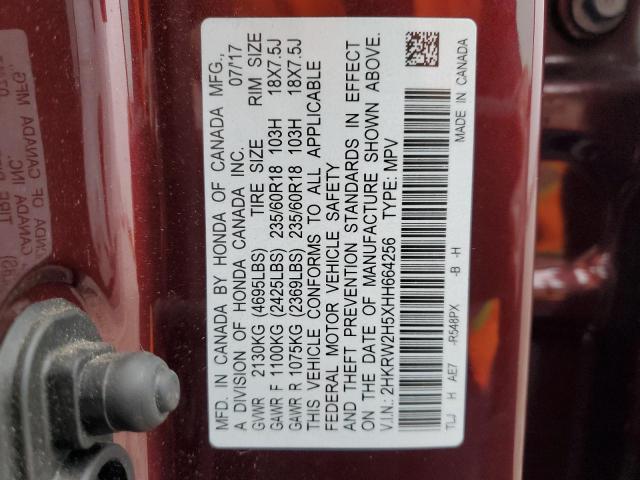 MFD. IN CANADA BY HONDA OF CANADA MFG.,
A DIVISION OF HONDA CANADA INC. 07/17
GVWR 2130KG (4695LBS) TIRE SIZE RIM SIZE
GAWR F 1100KG (2425LBS) 235/60R18 103H 18X7.5J
GAWR R 1075KG (2369LBS) 235/60R18 103H 18X7.5J
THIS VEHICLE CONFORMS TO ALL APPLICABLE
FEDERAL MOTOR VEHICLE SAFETY
AND THEFT PREVENTION STANDARDS IN EFFECT
ON THE DATE OF MANUFACTURE SHOWN ABOVE.
V.I.N.: 2HKRW2H5XHH664256 TYPE: MPV
TLJ H AE7 -R548PX -B -H MADE IN CANADA